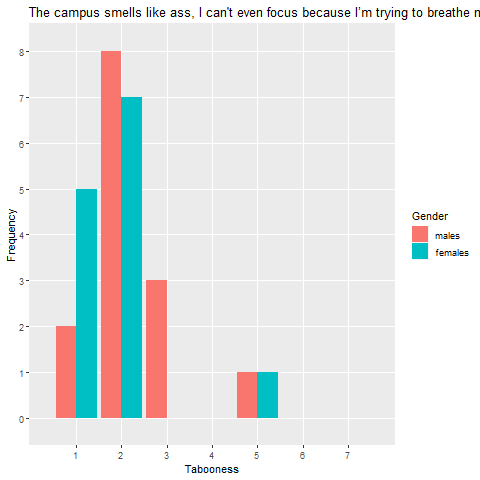 The campus smells like ass, I can't even focus because I'm trying to breathe n
8
7
6
5
4
3
2
1
0
Frequency
1 2 3 4 5 6 7
Tabooness
Gender
males
females